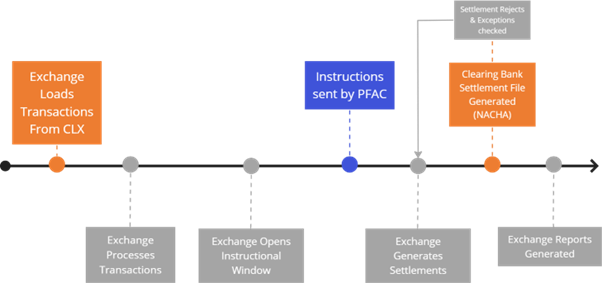 Settlement Rejects
& Exceptions
checked
Exchange
Loads
Transactions
From CLX
Instructions
sent by PFAC
Clearing Bank
Settlement File
Generated
(NACHA)
Exchange
Processes
Transactions
Exchange Opens
Instructional
Window
Exchange
Generates
Settlements
Exchange Reports
Generated